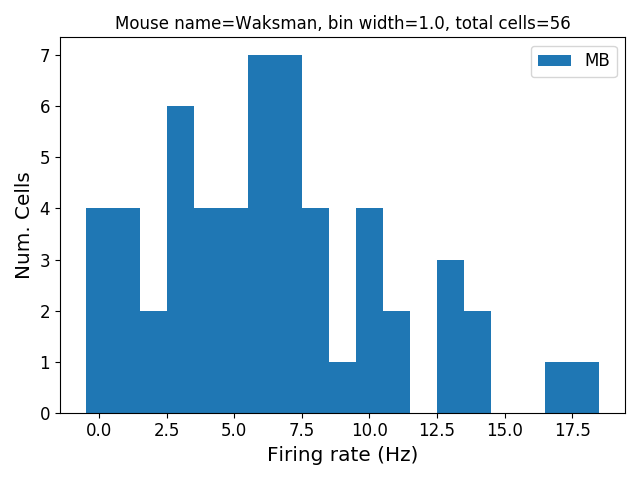 Mouse name=Waksman, bin width=1.0, total cells=56
MB
7
6
5
4
3
2
1
0
Num. Cells
0.0 2.5 5.0 7.5 10.0 12.5 15.0 17.5
Firing rate (Hz)